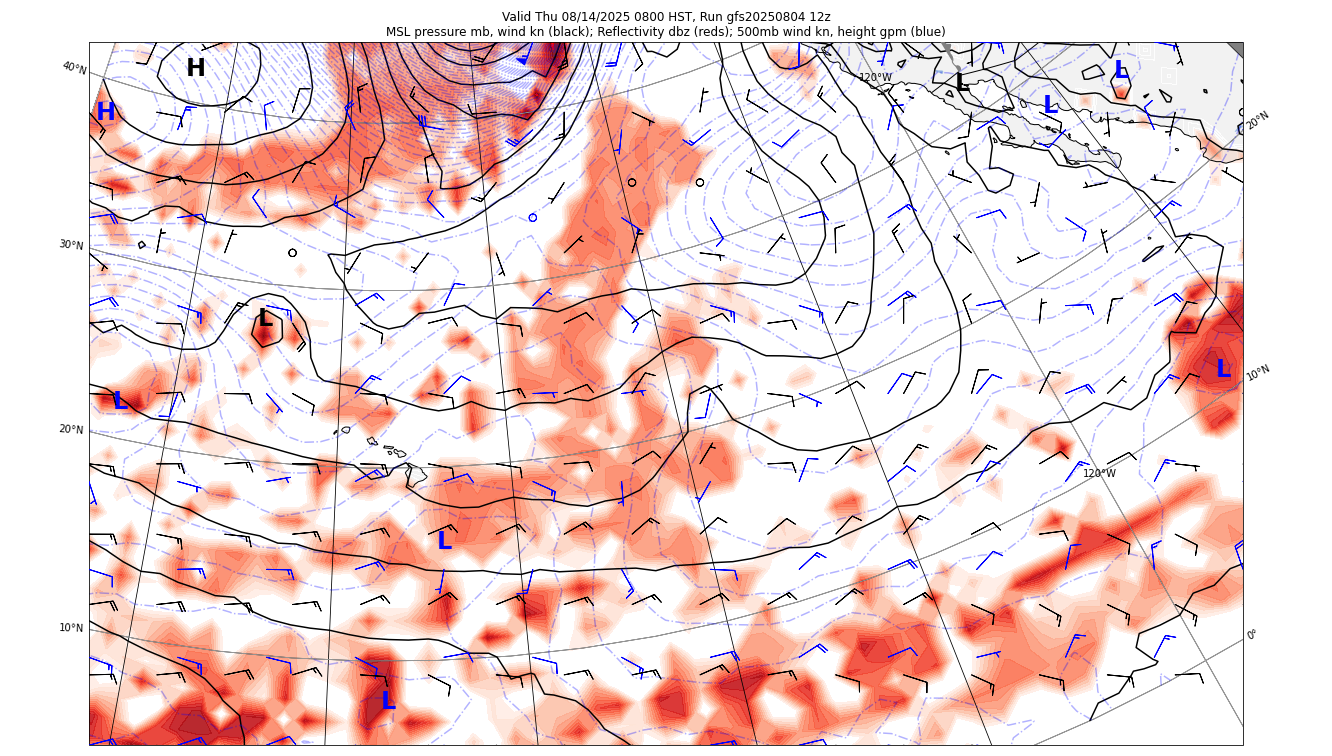 Valid Thu 08/14/2025 0800 HST, Run gfs20250804 12z
MSL pressure mb, wind kn (black); Reflectivity dbz (reds); 500mb wind kn, height gpm (blue)
40°N
H
120°W
L
L
H
L
20°N
30°N
L
L
10°N
L
20°N
120°W
L
10°N
0°
L